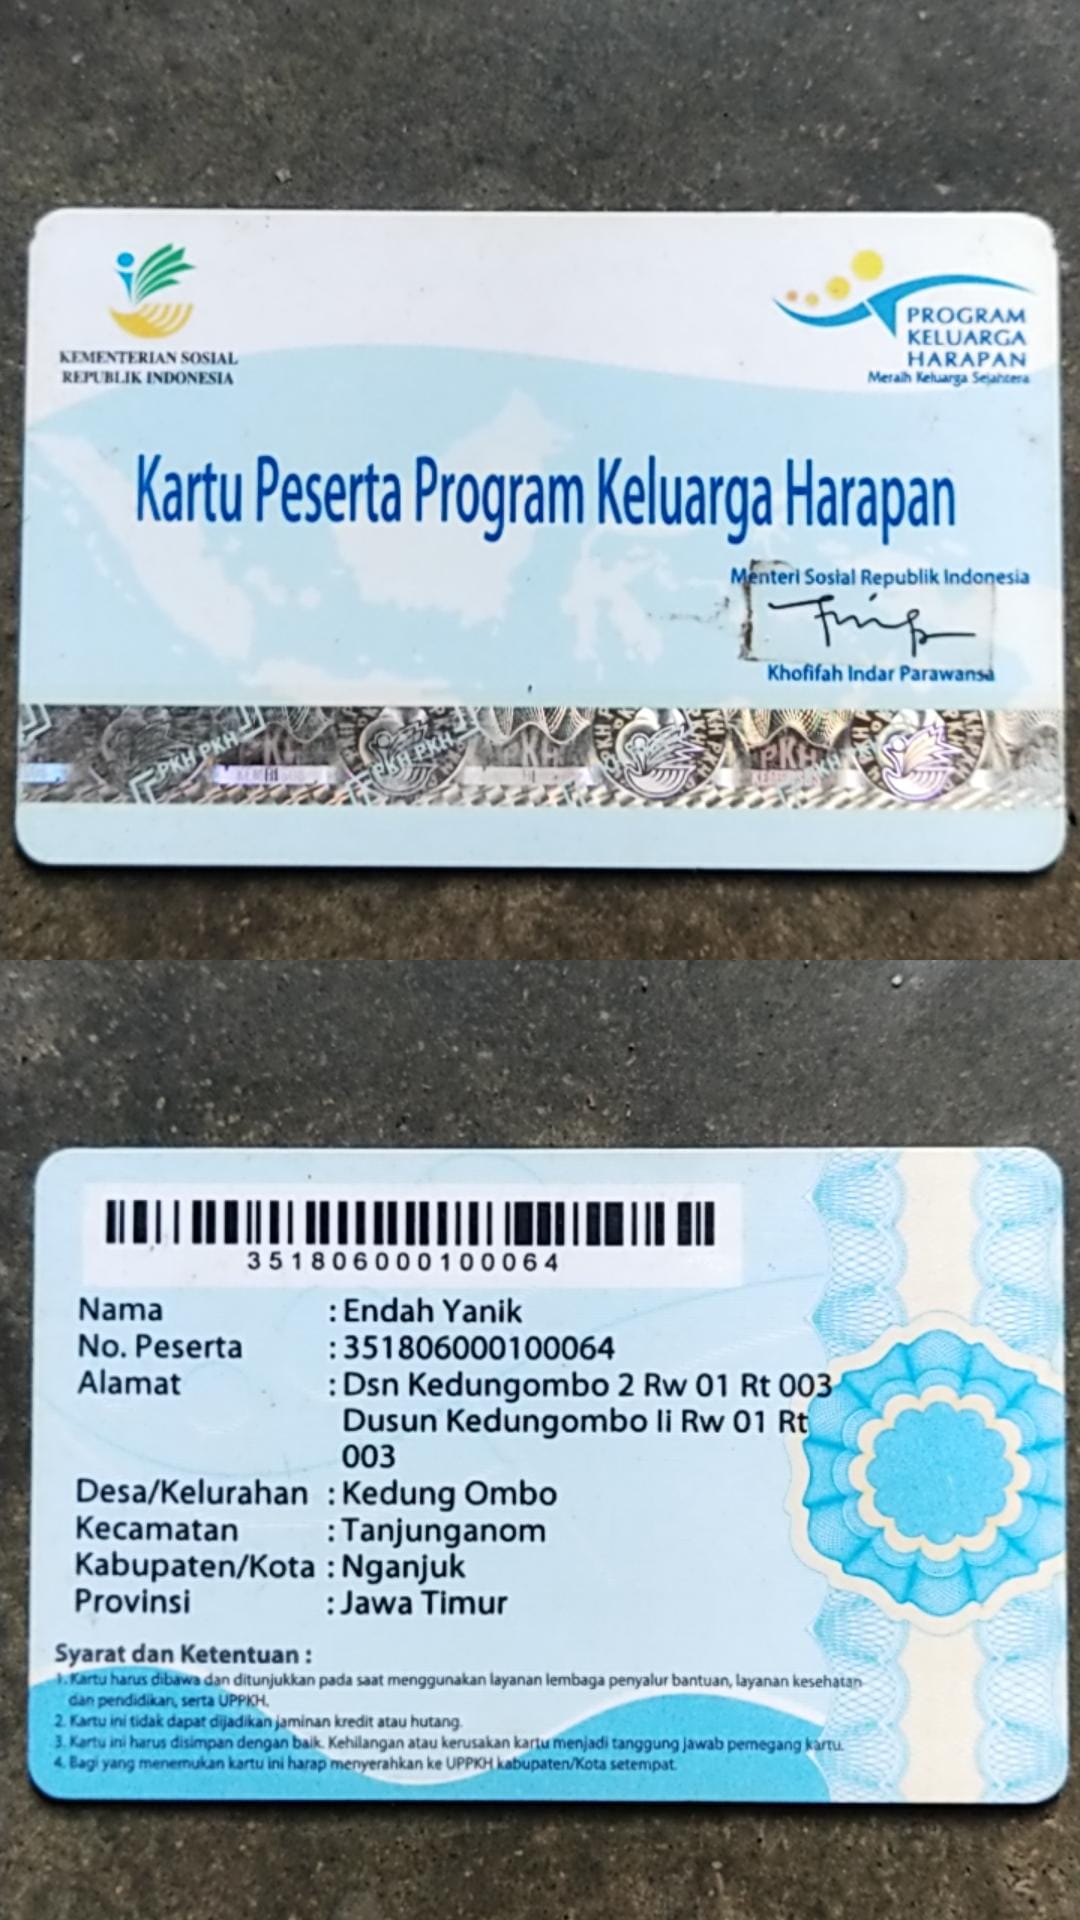 KEMENTERIAN SOSIAL
REPUBLIK INDONESIA
PROGRAM
KELUARGA
HARAPAN
Meraih Keluarga Sejahtera
Kartu Peserta Program Keluarga Harapan
Menteri Sosial Republik Indonesia
Khofifah Indar Parawansa
PKH PKH
PKH
PKH PKH
PKH
PKH
351806000100064
Nama : Endah Yanik
No. Peserta : 351806000100064
Alamat : Dsn Kedungombo 2 Rw 01 Rt 003
Dusun Kedungombo Ii Rw 01 Rt
003
Desa/Kelurahan : Kedung Ombo
Kecamatan : Tanjunganom
Kabupaten/Kota : Nganjuk
Provinsi : Jawa Timur
Syarat dan Ketentuan :
1. Kartu harus dibawa dan ditunjukkan pada saat menggunakan layanan lembaga penyalur bantuan, layanan kesehatan
dan pendidikan, serta UPPKH.
2. Kartu ini tidak dapat dijadikan jaminan kredit atau hutang.
3. Kartu ini harus disimpan dengan baik. Kehilangan atau kerusakan kartu menjadi tanggung jawab pemegang kartu.
4. Bagi yang menemukan kartu ini harap menyerahkan ke UPPKH kabupaten/Kota setempat.